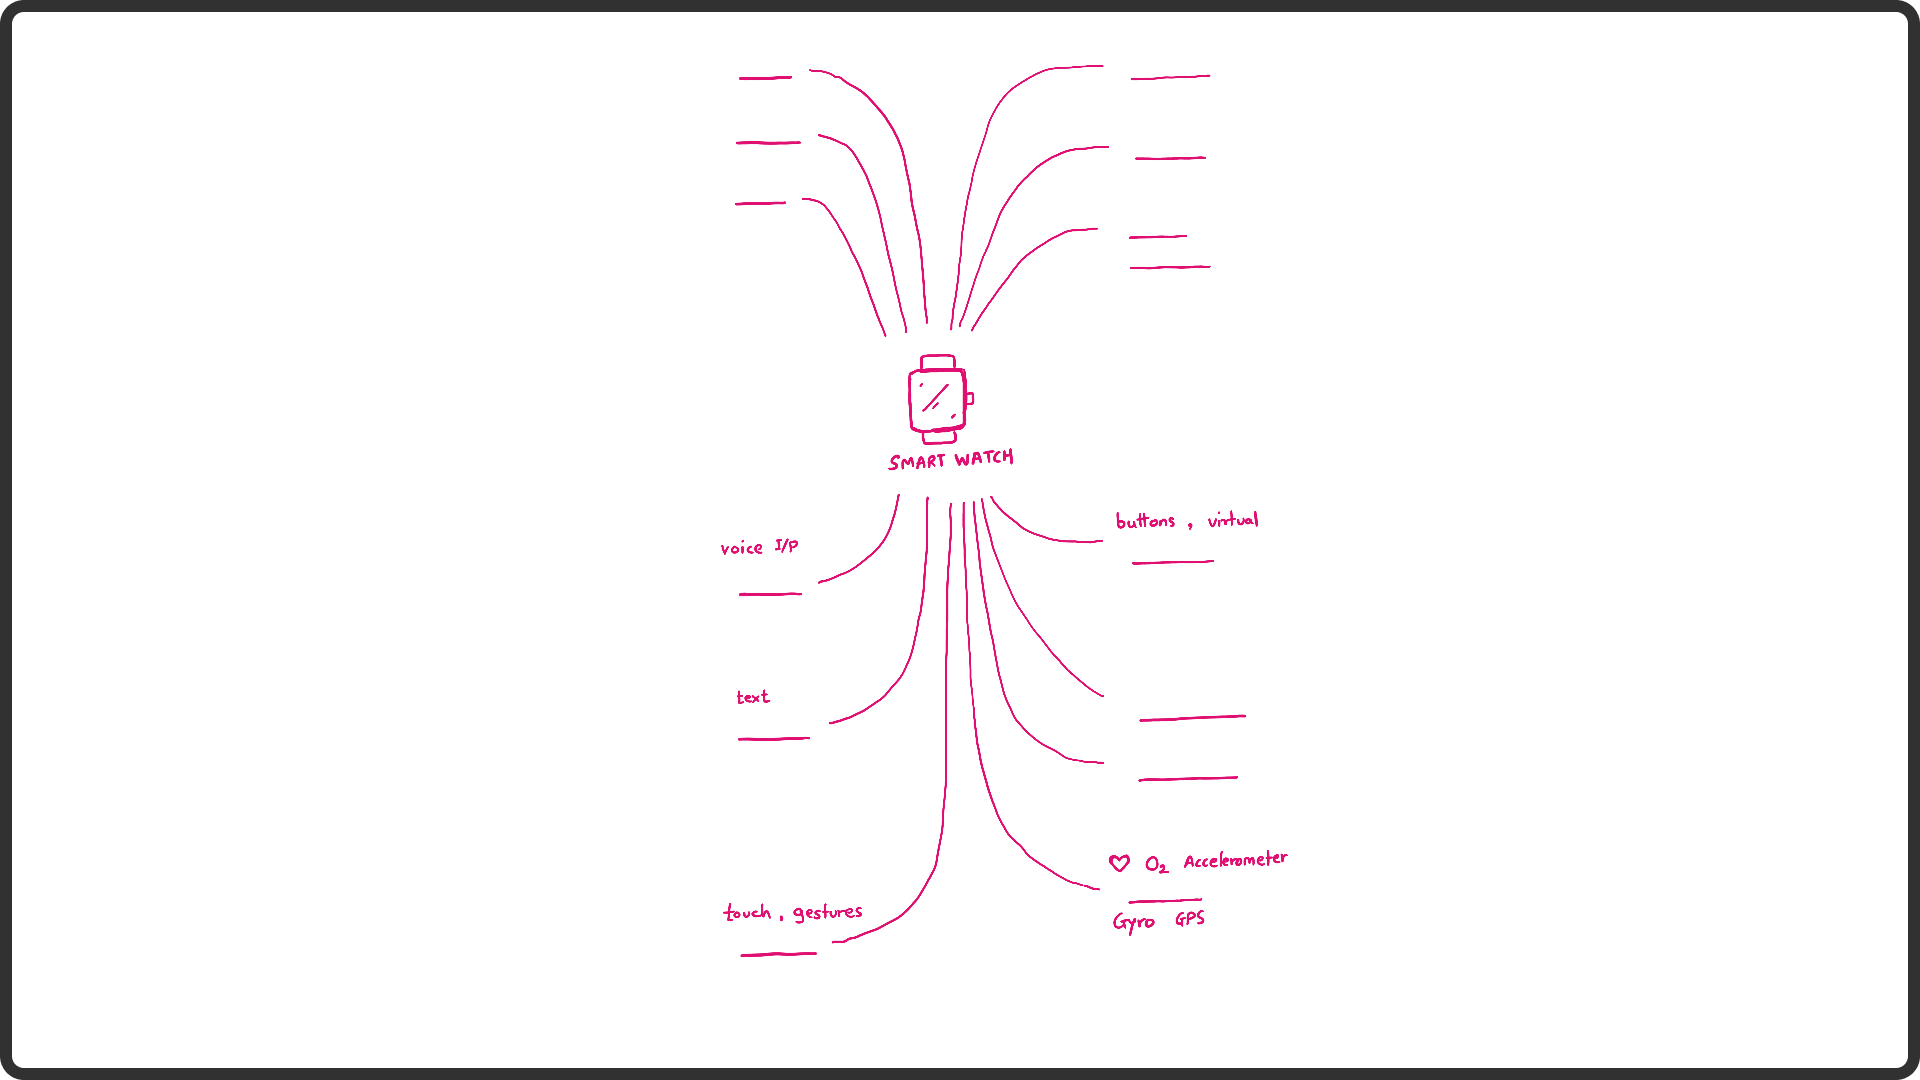 SMART WATCH
buttons, virtual
voice I/P
text
♡ O₂ Accelerometer
touch, gestures
Gyro GPS